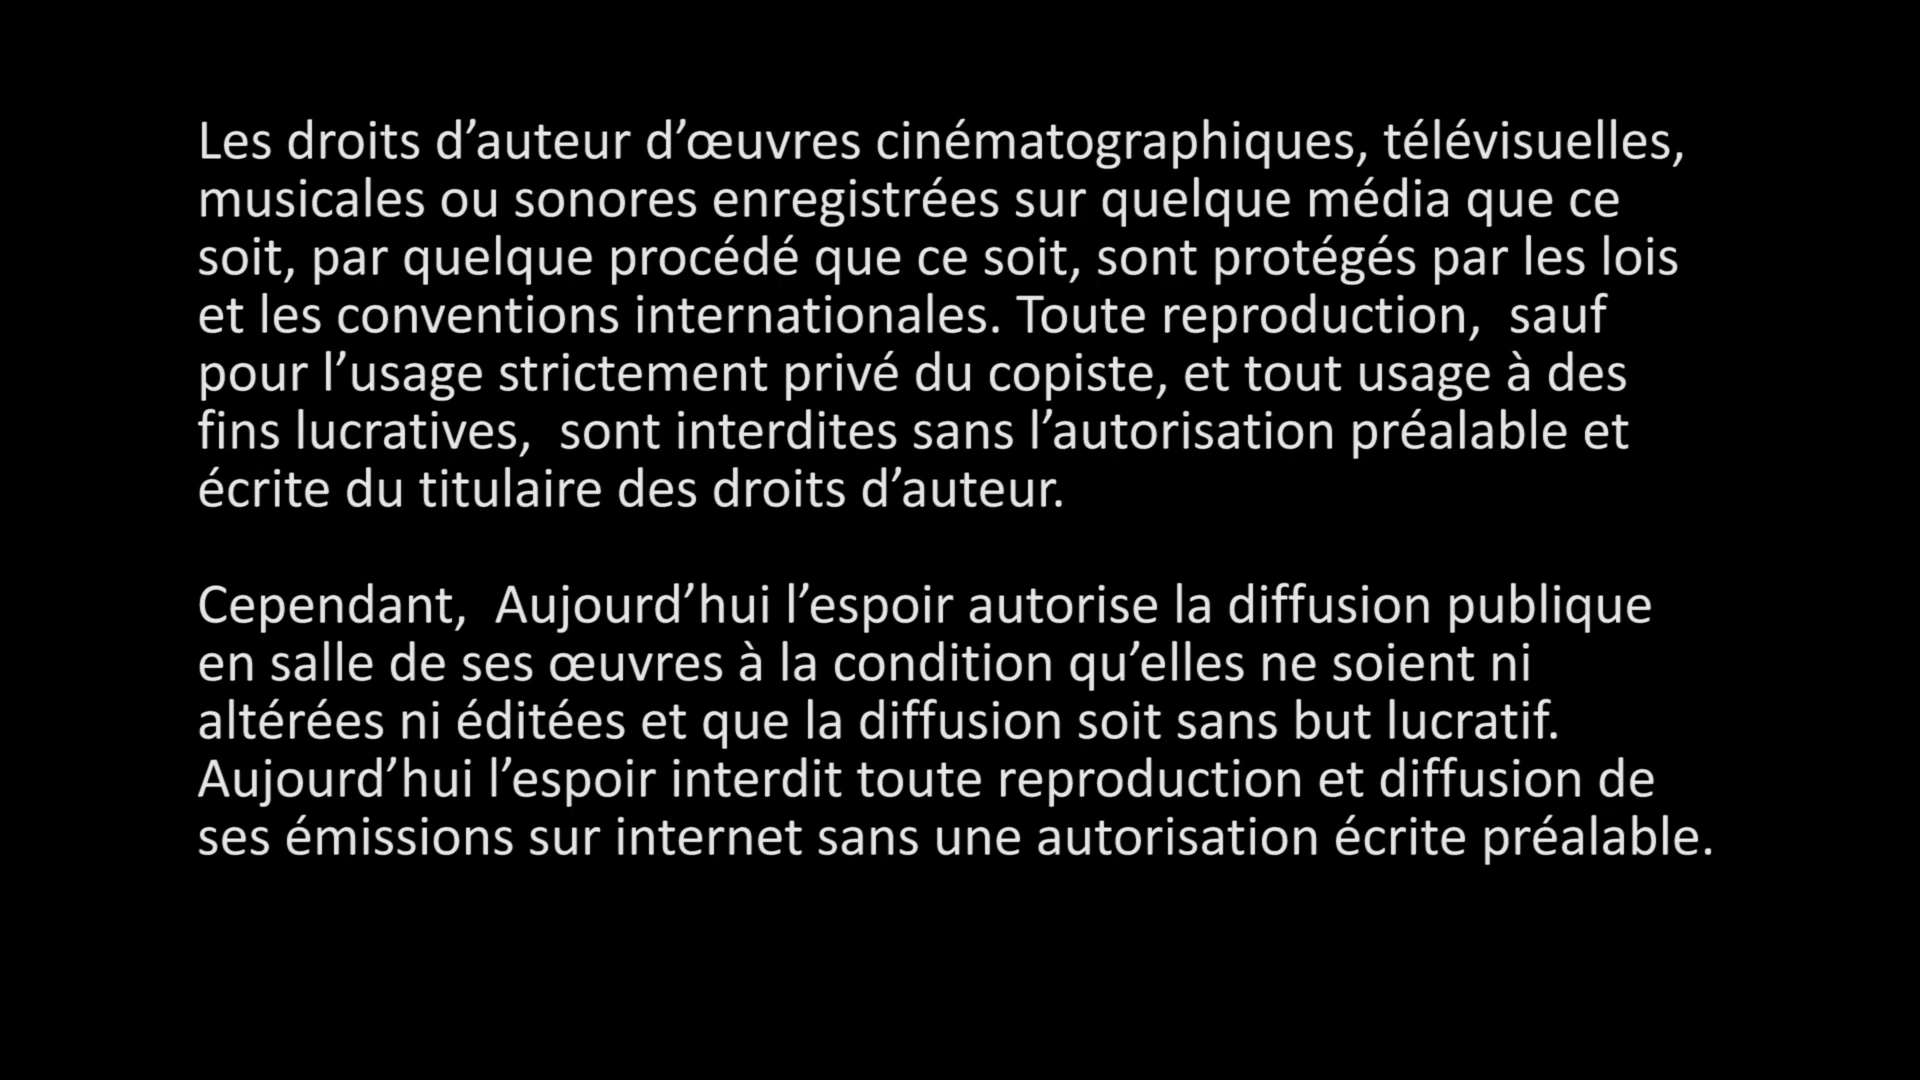 Les droits d’auteur d’œuvres cinématographiques, télévisuelles,
musicales ou sonores enregistrées sur quelque média que ce
soit, par quelque procédé que ce soit, sont protégés par les lois
et les conventions internationales. Toute reproduction,  sauf
pour l’usage strictement privé du copiste, et tout usage à des
fins lucratives,  sont interdites sans l’autorisation préalable et
écrite du titulaire des droits d’auteur.

Cependant,  Aujourd’hui l’espoir autorise la diffusion publique
en salle de ses œuvres à la condition qu’elles ne soient ni
altérées ni éditées et que la diffusion soit sans but lucratif.
Aujourd’hui l’espoir interdit toute reproduction et diffusion de
ses émissions sur internet sans une autorisation écrite préalable.